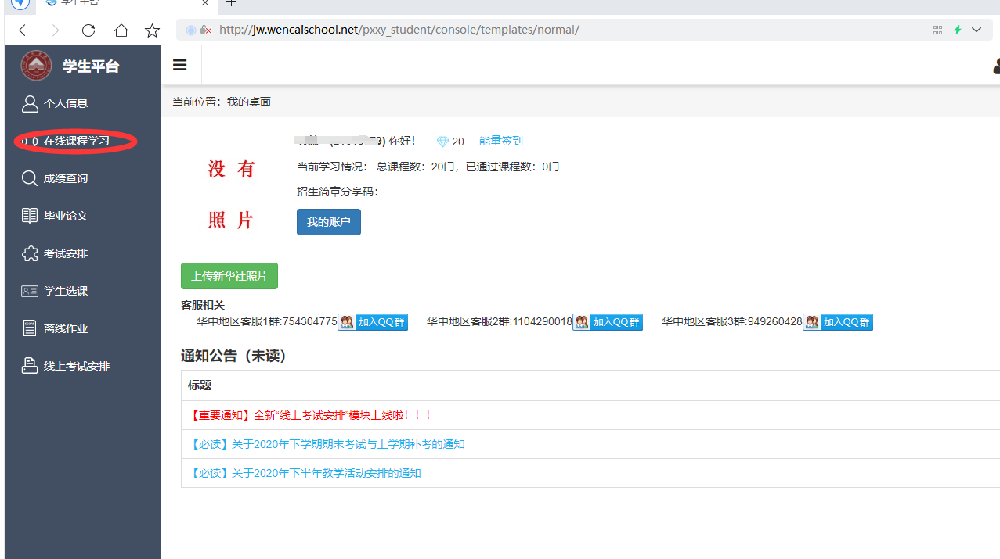 学生平台
http://jw.wencaischool.net/pxxy_student/console/templates/normal/
学生平台
个人信息
在线课程学习
成绩查询
毕业论文
考试安排
学生选课
离线作业
线上考试安排
当前位置：我的桌面
9) 你好！ 20 能量签到
没有
照片
当前学习情况： 总课程数：20门，已通过课程数：0门
招生简章分享码：
我的账户
上传新华社照片
客服相关
华中地区客服1群:754304775 加入QQ群 华中地区客服2群:1104290018 加入QQ群 华中地区客服3群:949260428 加入QQ群
通知公告（未读）
标题
【重要通知】全新“线上考试安排”模块上线啦！！！
【必读】关于2020年下学期期末考试与上学期补考的通知
【必读】关于2020年下半年教学活动安排的通知